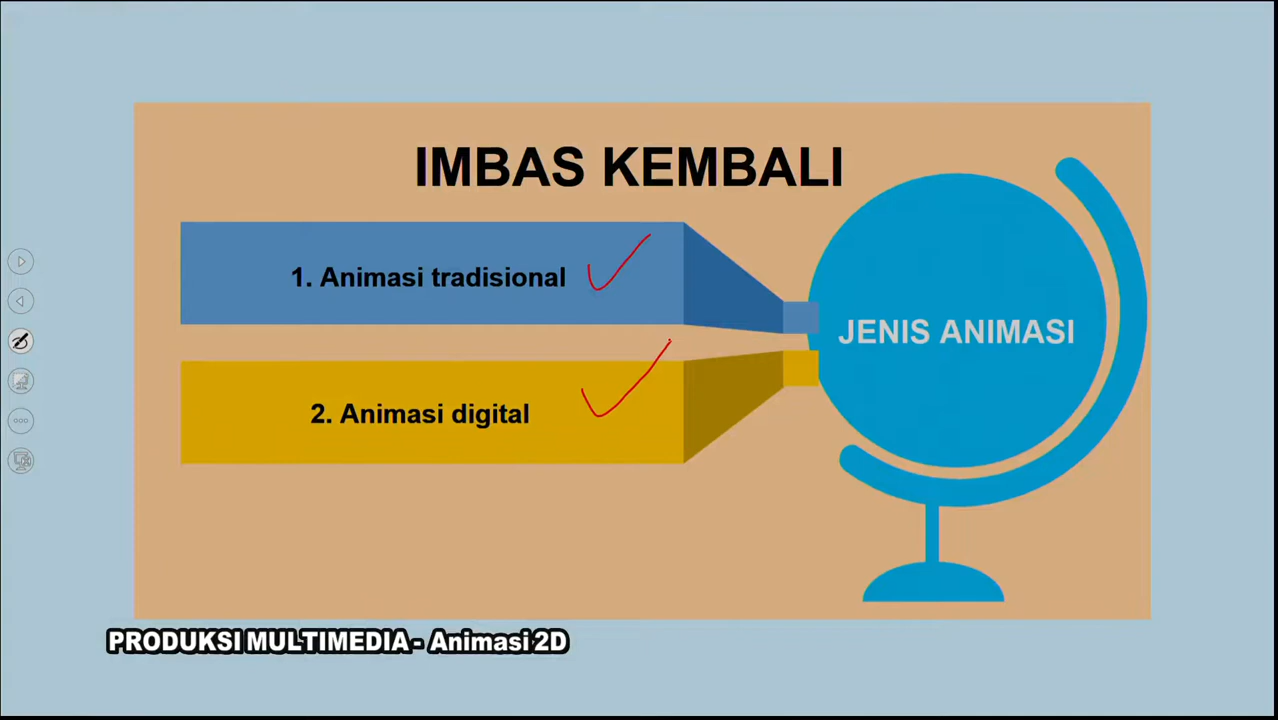 IMBAS KEMBALI
1. Animasi tradisional
2. Animasi digital
JENIS ANIMASI
PRODUKSI MULTIMEDIA - Animasi 2D